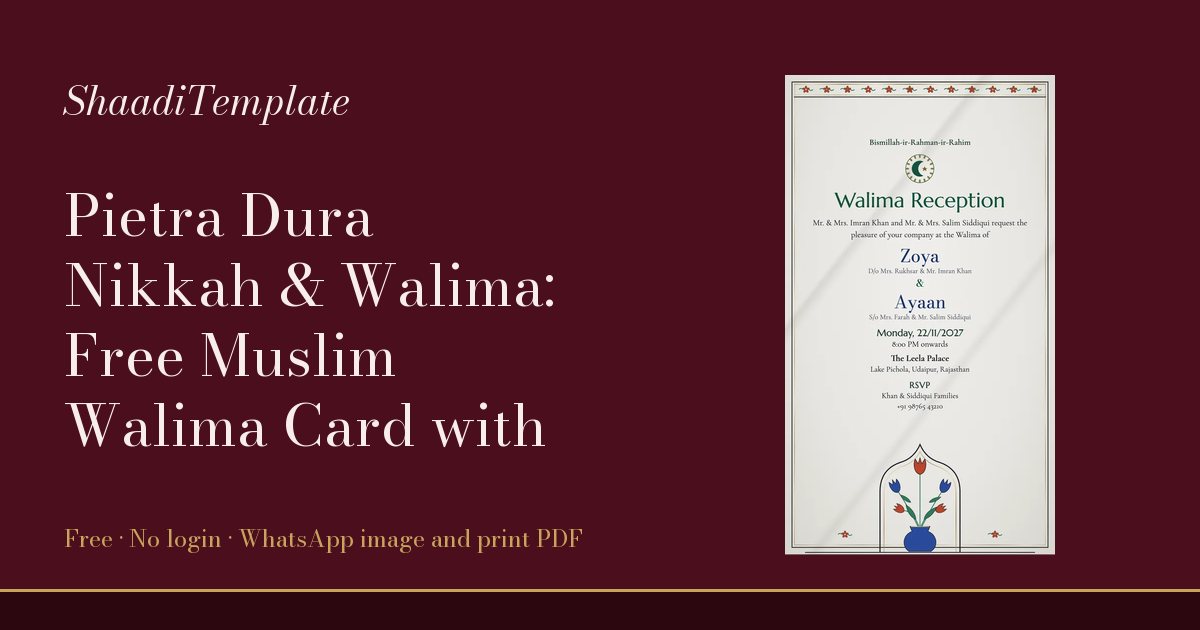 ShaadiTemplate
Pietra Dura
Nikkah & Walima:
Free Muslim
Walima Card with
Free · No login · WhatsApp image and print PDF
Bismillah-ir-Rahman-ir-Rahim
Walima Reception
Mr. & Mrs. Imran Khan and Mr. & Mrs. Salim Siddiqui request the
pleasure of your company at the Walima of
Zoya
D/o Mrs. Rukhsar & Mr. Imran Khan
&
Ayaan
S/o Mrs. Farah & Mr. Salim Siddiqui
Monday, 22/11/2027
8:00 PM onwards
The Leela Palace
Lake Pichola, Udaipur, Rajasthan
RSVP
Khan & Siddiqui Families
+91 98765 43210